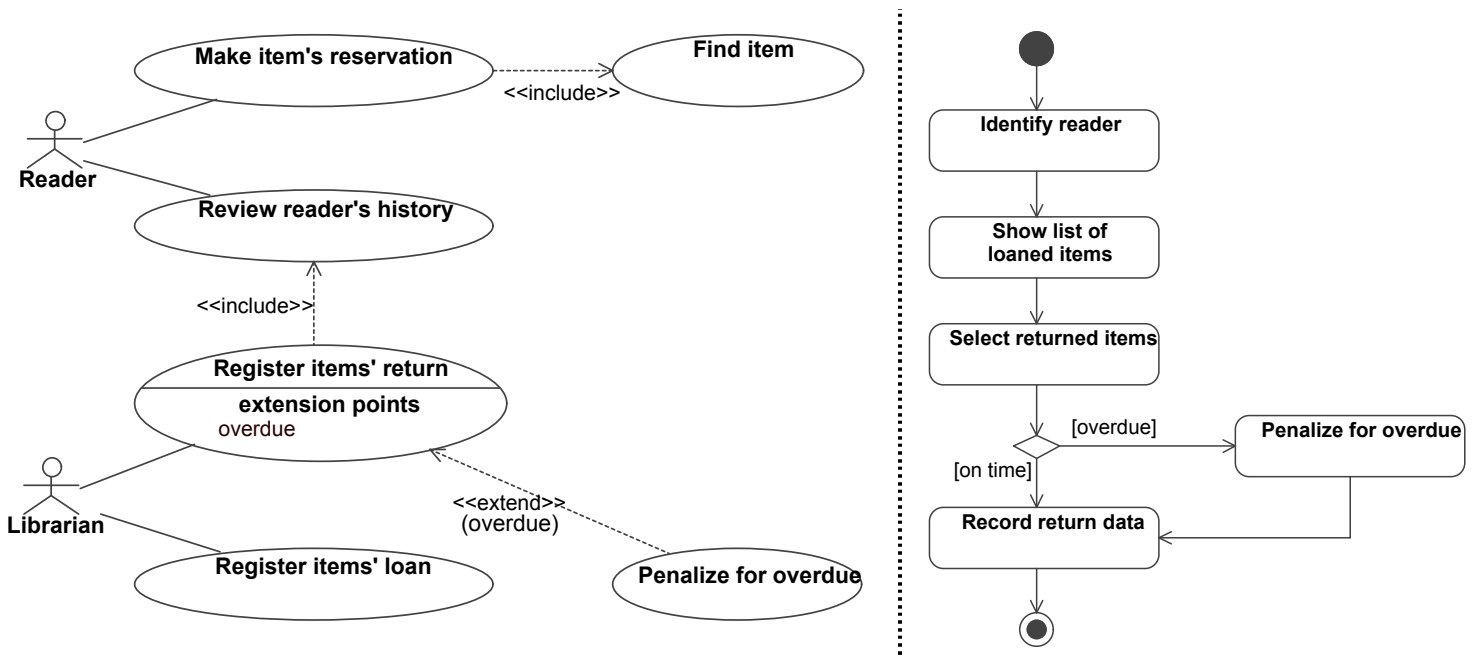 Make item's reservation
Find item
<<include>>
Reader
Review reader's history
<<include>>
Register items' return
extension points
overdue
Librarian
<<extend>>
(overdue)
Register items' loan
Penalize for overdue
Identify reader
Show list of
loaned items
Select returned items
[overdue]
Penalize for overdue
[on time]
Record return data